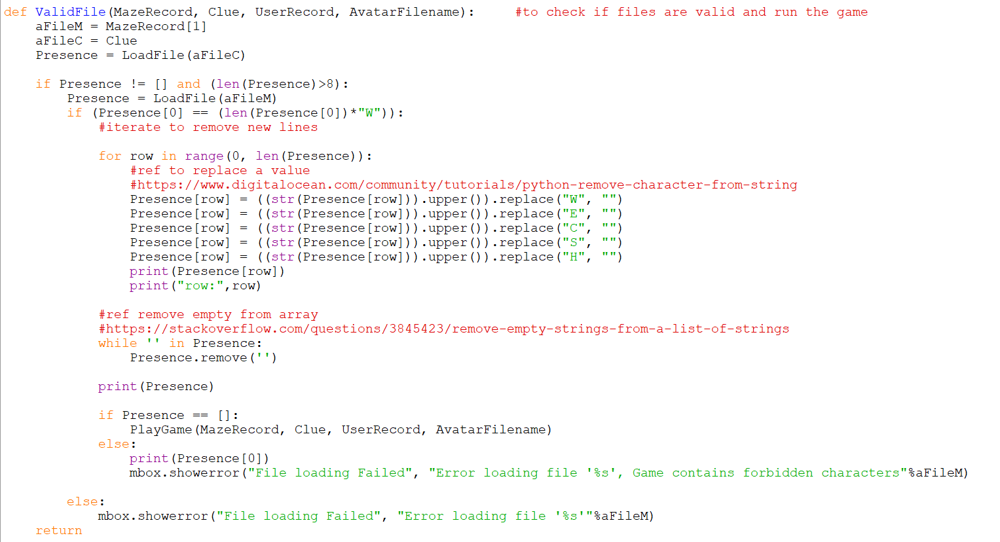 def ValidFile(MazeRecord, Clue, UserRecord, AvatarFilename):     #to check if files are valid and run the game
    aFileM = MazeRecord[1]
    aFileC = Clue
    Presence = LoadFile(aFileC)

    if Presence != [] and (len(Presence)>8):
        Presence = LoadFile(aFileM)
        if (Presence[0] == (len(Presence[0])*"W")):
            #iterate to remove new lines

            for row in range(0, len(Presence)):
                #ref to replace a value
                #https://www.digitalocean.com/community/tutorials/python-remove-character-from-string
                Presence[row] = ((str(Presence[row])).upper()).replace("W", "")
                Presence[row] = ((str(Presence[row])).upper()).replace("E", "")
                Presence[row] = ((str(Presence[row])).upper()).replace("C", "")
                Presence[row] = ((str(Presence[row])).upper()).replace("S", "")
                Presence[row] = ((str(Presence[row])).upper()).replace("H", "")
                print(Presence[row])
                print("row:",row)

            #ref remove empty from array
            #https://stackoverflow.com/questions/3845423/remove-empty-strings-from-a-list-of-strings
            while '' in Presence:
                Presence.remove('')

            print(Presence)

            if Presence == []:
                PlayGame(MazeRecord, Clue, UserRecord, AvatarFilename)
            else:
                print(Presence[0])
                mbox.showerror("File loading Failed", "Error loading file '%s', Game contains forbidden characters"%aFileM)

        else:
            mbox.showerror("File loading Failed", "Error loading file '%s'"%aFileM)
    return